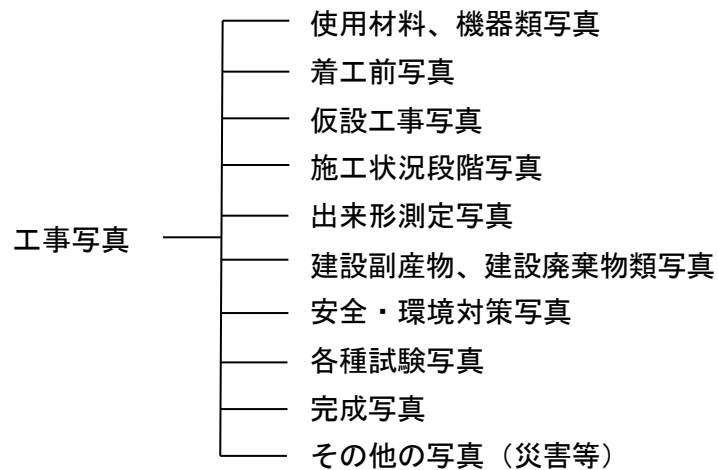 使用材料、機器類写真
着工前写真
仮設工事写真
施工状況段階写真
出来形測定写真
工事写真
建設副産物、建設廃棄物類写真
安全・環境対策写真
各種試験写真
完成写真
その他の写真（災害等）